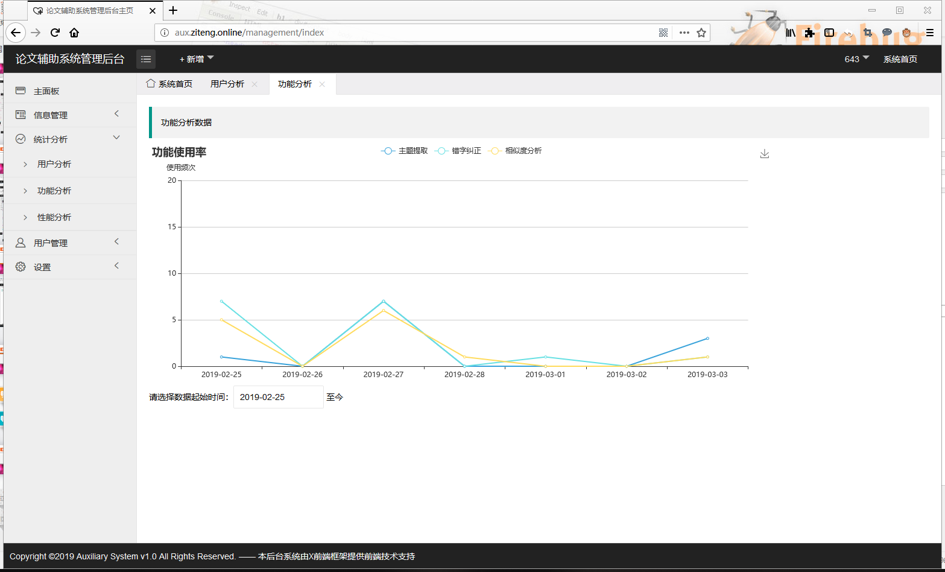 论文辅助系统管理后台主页
aux.ziteng.online/management/index
论文辅助系统管理后台
+ 新增
643
系统首页
主面板
信息管理
统计分析
用户分析
功能分析
性能分析
用户管理
设置
系统首页
用户分析
功能分析
功能分析数据
功能使用率
主题提取
错字纠正
相似度分析
使用频次
20
15
10
5
0
2019-02-25
2019-02-26
2019-02-27
2019-02-28
2019-03-01
2019-03-02
2019-03-03
请选择数据起始时间: 2019-02-25 至今
Copyright ©2019 Auxiliary System v1.0 All Rights Reserved. —— 本后台系统由X前端框架提供前端技术支持